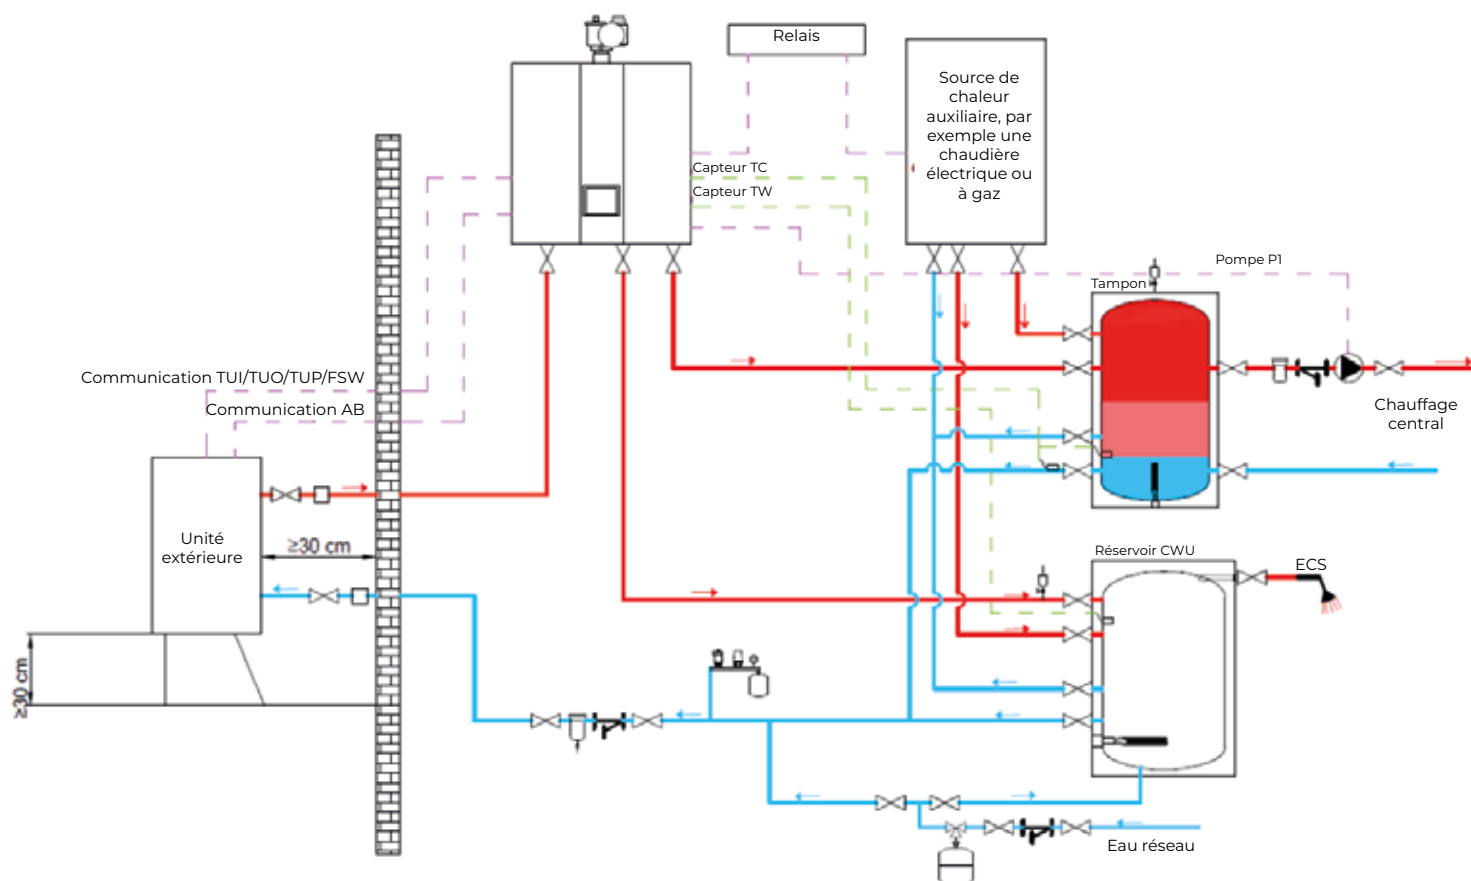 Relais
Source de
chaleur
auxiliaire, par
exemple une
chaudière
électrique ou
à gaz
Capteur TC
Capteur TW
Pompe P1
Tampon
Communication TUI/TUO/TUP/FSW
Communication AB
Chauffage
central
Unité
extérieure
≥30 cm
Réservoir CWU
ECS
≥30 cm
Eau réseau